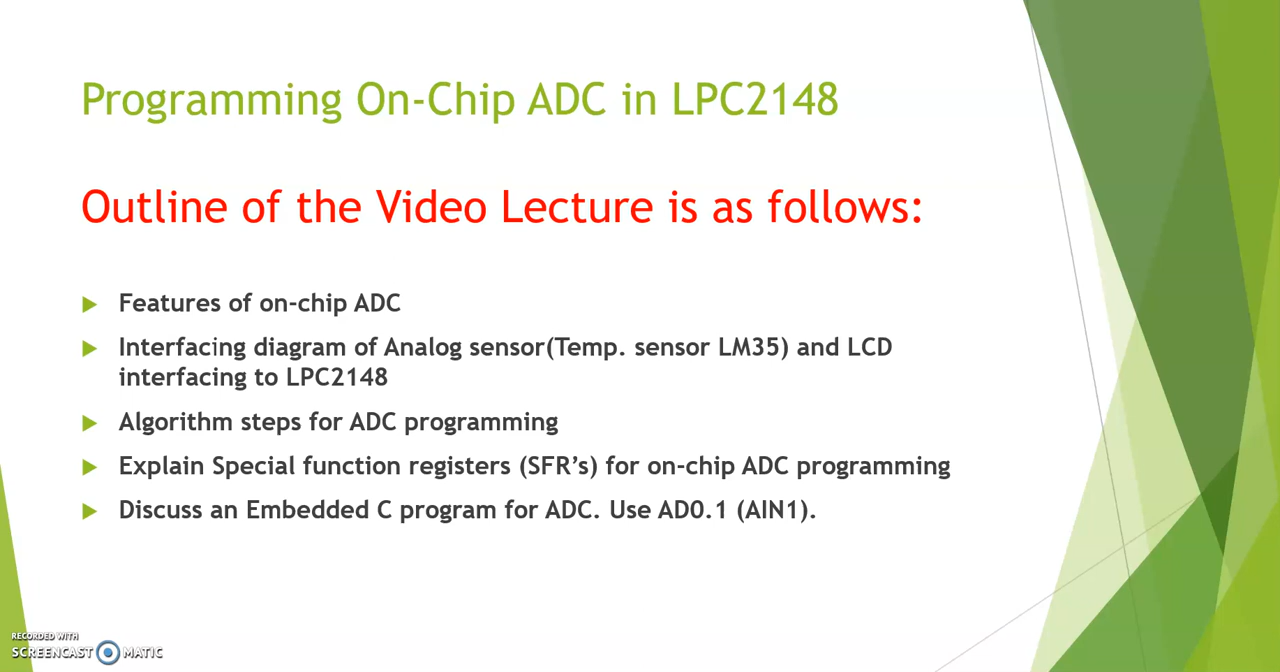 Programming On-Chip ADC in LPC2148
Outline of the Video Lecture is as follows:
Features of on-chip ADC
Interfacing diagram of Analog sensor(Temp. sensor LM35) and LCD
interfacing to LPC2148
Algorithm steps for ADC programming
Explain Special function registers (SFR's) for on-chip ADC programming
Discuss an Embedded C program for ADC. Use AD0.1 (AIN1).
RECORDED WITH
SCREENCAST MATIC